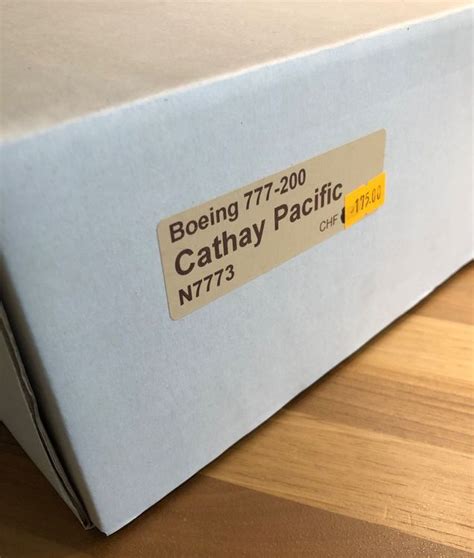 Boeing 777-200
Cathay Pacific
N7773
CHF
175.00